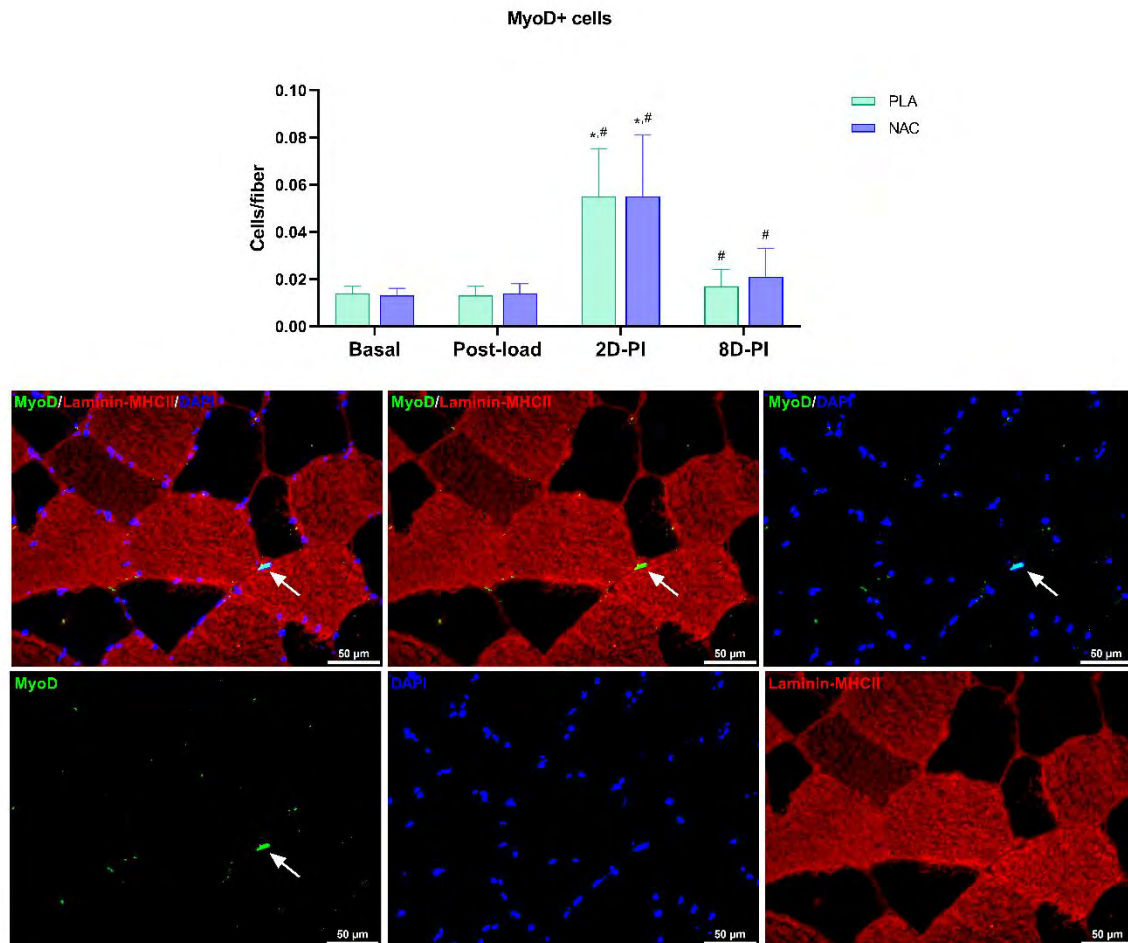 MyoD+ cells
0.10
0.08
0.06
0.04
0.02
0.00
Cells/fiber
*,#
*,#
#
#
Basal Post-load 2D-PI 8D-PI
PLA
NAC
MyoD/Laminin-MHCII/DAPI
50 µm
MyoD/Laminin-MHCII
50 µm
MyoD/DAPI
50 µm
MyoD
50 µm
DAPI
50 µm
Laminin-MHCII
50 µm